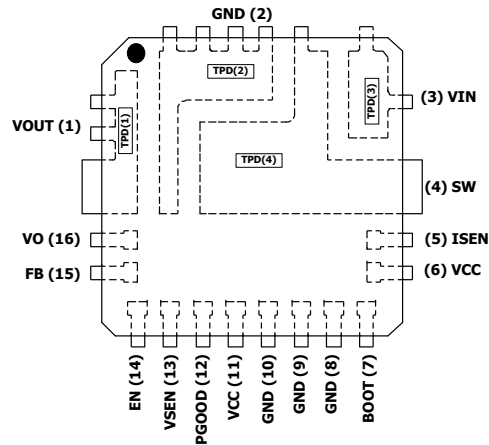 GND (2)
TPD(2)
TPD(3)
(3) VIN
TPD(1)
VOUT (1)
TPD(4)
(4) SW
VO (16)
(5) ISEN
FB (15)
(6) VCC
EN (14)
VSEN (13)
PGOOD (12)
VCC (11)
GND (10)
GND (9)
GND (8)
BOOT (7)